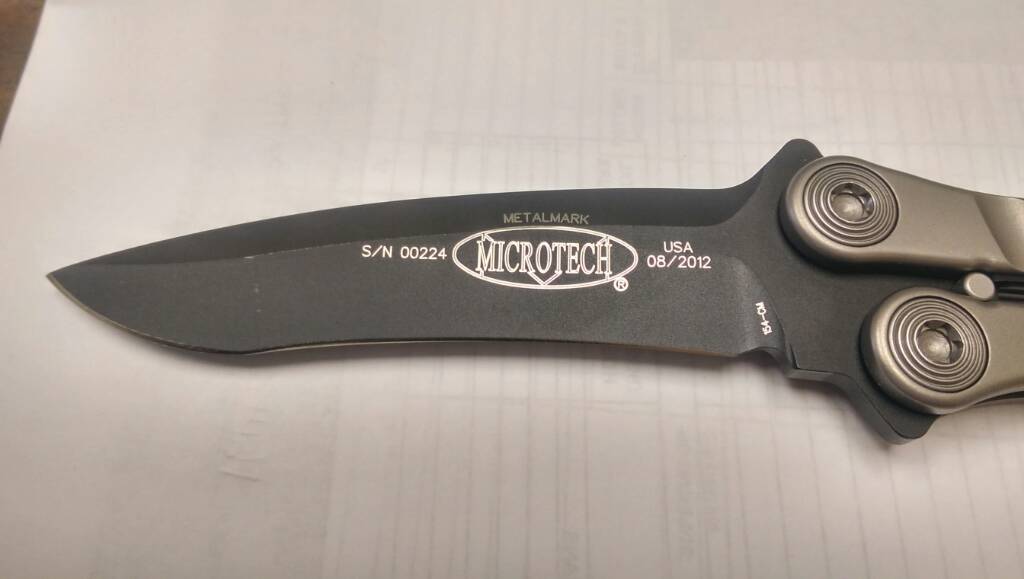 METALMARK
S/N 00224
MICROTECH
®
USA
08/2012